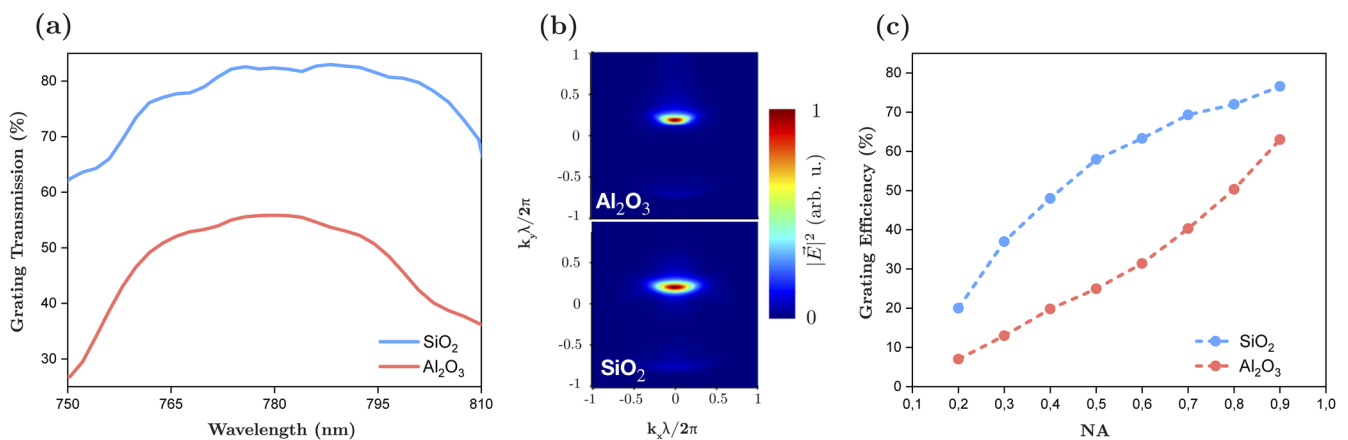 (a)
Grating Transmission (%)
80
70
60
50
40
30
750
765
780
795
810
Wavelength (nm)
SiO₂
Al₂O₃
(b)
k_yλ/2π
1
0.5
0
-0.5
-1
Al₂O₃
0.5
0
-0.5
-1
SiO₂
-1
-0.5
0
0.5
1
k_xλ/2π
1
0
|E⃗|² (arb. u.)
(c)
Grating Efficiency (%)
80
70
60
50
40
30
20
10
0
0,1
0,2
0,3
0,4
0,5
0,6
0,7
0,8
0,9
1,0
NA
SiO₂
Al₂O₃